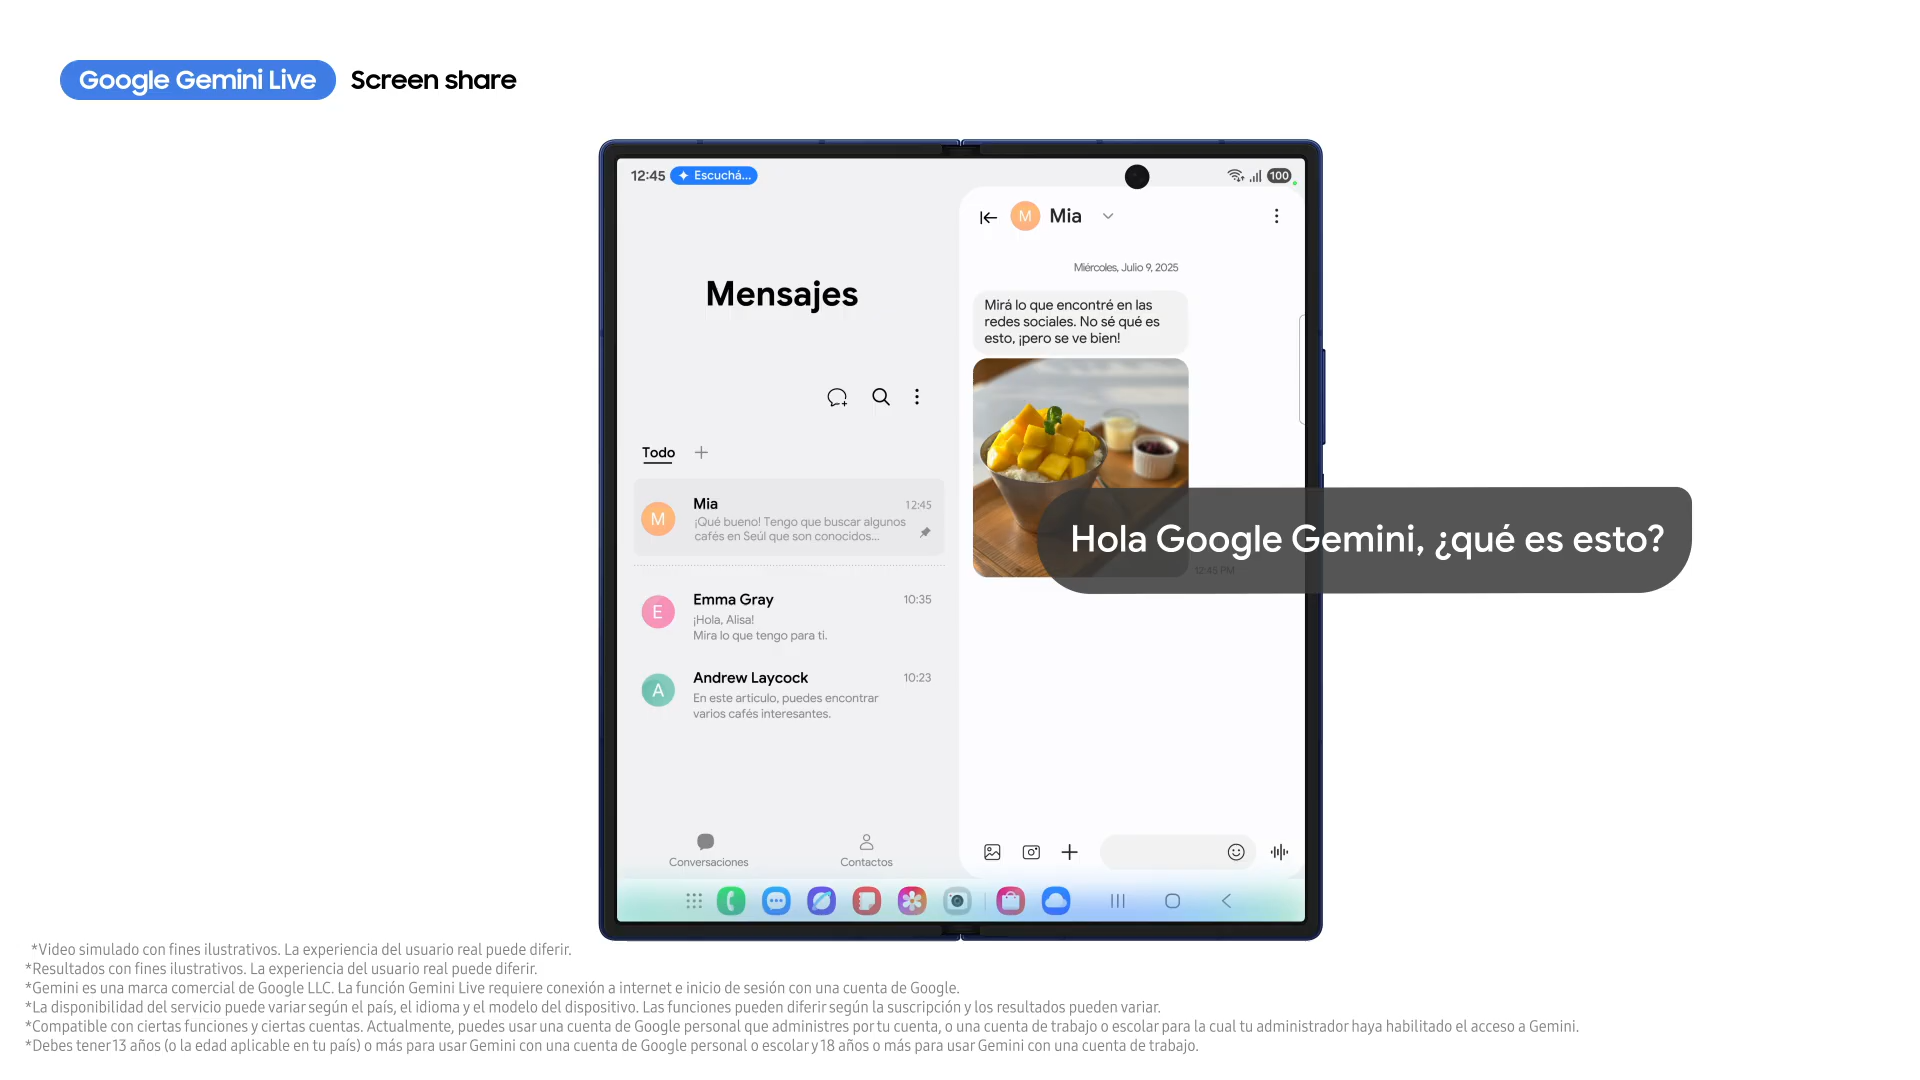 Google Gemini Live Screen share
12:45 Escuchá...
100
Mensajes
Todo
M
Mia
12:45
¡Qué bueno! Tengo que buscar algunos
cafés en Seúl que son conocidos...
E
Emma Gray
10:35
¡Hola, Alisa!
Mira lo que tengo para ti.
A
Andrew Laycock
10:23
En este artículo, puedes encontrar
varios cafés interesantes.
Conversaciones
Contactos
M
Mia
Miércoles, Julio 9, 2025
Mirá lo que encontré en las
redes sociales. No sé qué es
esto, ¡pero se ve bien!
Hola Google Gemini, ¿qué es esto?
12:45 PM
*Video simulado con fines ilustrativos. La experiencia del usuario real puede diferir.
*Resultados con fines ilustrativos. La experiencia del usuario real puede diferir.
*Gemini es una marca comercial de Google LLC. La función Gemini Live requiere conexión a internet e inicio de sesión con una cuenta de Google.
*La disponibilidad del servicio puede variar según el país, el idioma y el modelo del dispositivo. Las funciones pueden diferir según la suscripción y los resultados pueden variar.
*Compatible con ciertas funciones y ciertas cuentas. Actualmente, puedes usar una cuenta de Google personal que administres por tu cuenta, o una cuenta de trabajo o escolar para la cual tu administrador haya habilitado el acceso a Gemini.
*Debes tener 13 años (o la edad aplicable en tu país) o más para usar Gemini con una cuenta de Google personal o escolar y 18 años o más para usar Gemini con una cuenta de trabajo.